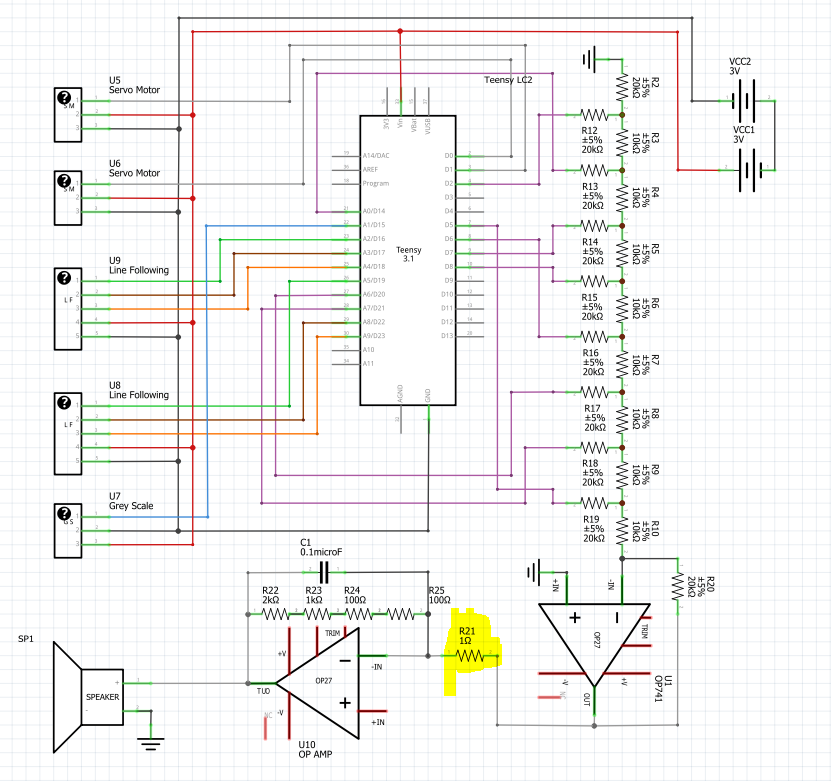 VCC2
3V
VCC1
3V
U5
Servo Motor
S M
1
2
3
U6
Servo Motor
S M
1
2
3
U9
Line Following
L F
1
2
3
4
5
U8
Line Following
L F
1
2
3
4
5
U7
Grey Scale
G S
1
2
3
Teensy LC2
3V3
Vin
VBat
VUSB
A14/DAC
AREF
Program
A0/D14
A1/D15
A2/D16
A3/D17
A4/D18
A5/D19
A6/D20
A7/D21
A8/D22
A9/D23
A10
A11
Teensy
3.1
D0
D1
D2
D3
D4
D5
D6
D7
D8
D9
D10
D11
D12
D13
AGND
GND
R2
±5%
20kΩ
R3
±5%
10kΩ
R4
±5%
10kΩ
R5
±5%
10kΩ
R6
±5%
10kΩ
R7
±5%
10kΩ
R8
±5%
10kΩ
R9
±5%
10kΩ
R10
±5%
10kΩ
R12
±5%
20kΩ
R13
±5%
20kΩ
R14
±5%
20kΩ
R15
±5%
20kΩ
R16
±5%
20kΩ
R17
±5%
20kΩ
R18
±5%
20kΩ
R19
±5%
20kΩ
R20
±5%
20kΩ
C1
0.1microF
R22
2kΩ
R23
1kΩ
R24
100Ω
R25
100Ω
R21
1Ω
SP1
SPEAKER
+
-
TRIM
+V
-IN
OP27
OUT
-V
+IN
NC
U10
OP AMP
+IN
-IN
OP27
TRIM
-V
+V
NC
OUT
U1
OP741